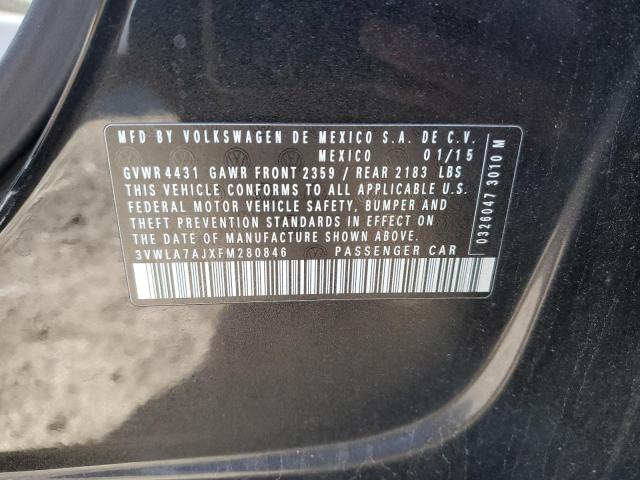 MFD BY VOLKSWAGEN DE MEXICO S.A. DE C.V.
MEXICO 01/15
GVWR 4431 GAWR FRONT 2359 / REAR 2183 LBS
THIS VEHICLE CONFORMS TO ALL APPLICABLE U.S.
FEDERAL MOTOR VEHICLE SAFETY, BUMPER AND
THEFT PREVENTION STANDARDS IN EFFECT ON
THE DATE OF MANUFACTURE SHOWN ABOVE.
3VWLA7AJXFM280846 PASSENGER CAR
0326047 3010 M